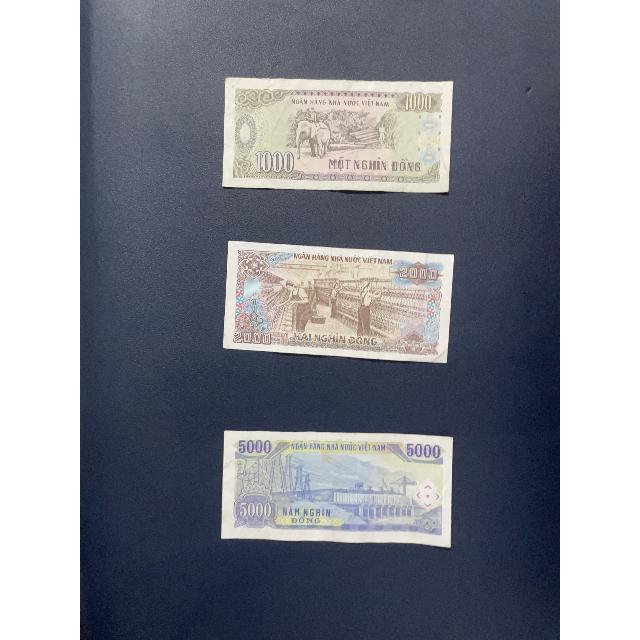 NGÂN HÀNG NHÀ NƯỚC VIỆT NAM 1000
1000 MỘT NGHÌN ĐỒNG
NGÂN HÀNG NHÀ NƯỚC VIỆT NAM
2000
2000 HAI NGHÌN ĐỒNG
5000 NGÂN HÀNG NHÀ NƯỚC VIỆT NAM 5000
5000 NĂM NGHÌN
ĐỒNG